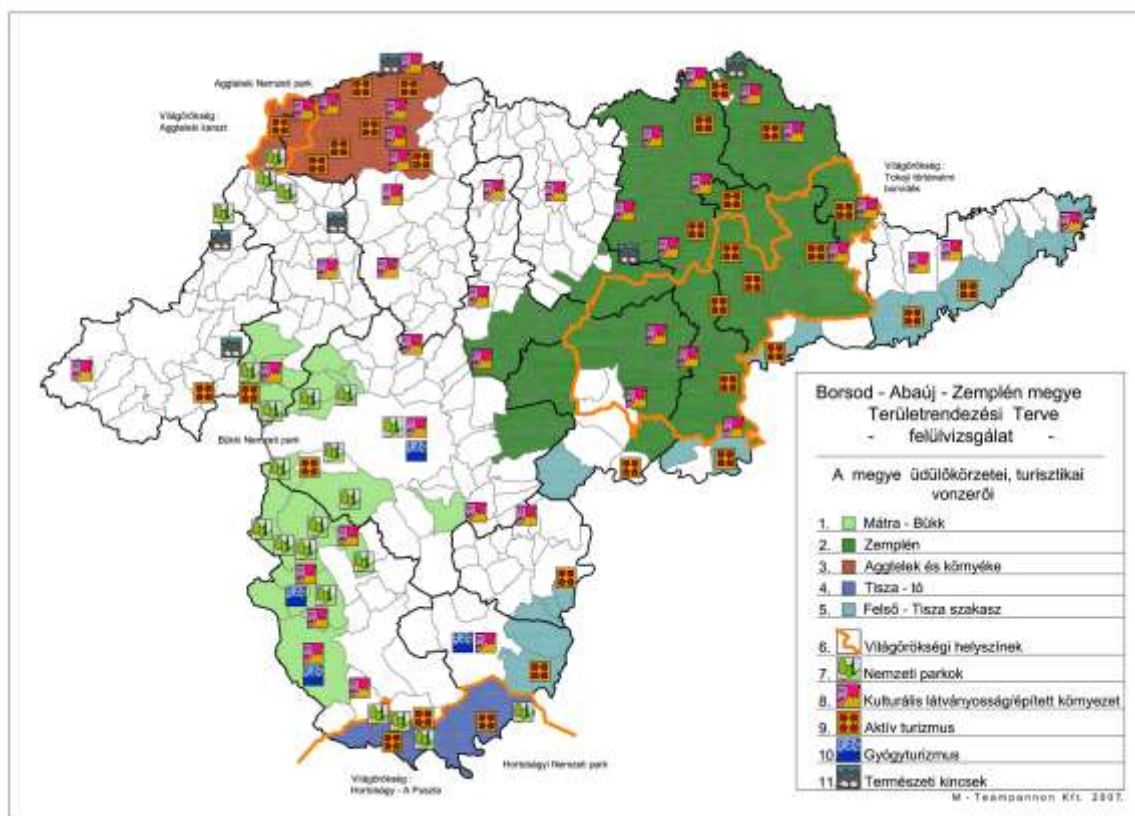 Aggteleki Nemzeti park
Világörökség :
Aggteleki karszt
Világörökség :
Tokaji történelmi
borvidék
Bükki Nemzeti park
Hortobágyi Nemzeti park
Világörökség :
Hortobágy - A Puszta
Borsod - Abaúj - Zemplén megye
Területrendezési Terve
- felülvizsgálat -
A megye üdülőkörzetei, turisztikai
vonzerői
1. Mátra - Bükk
2. Zemplén
3. Aggtelek és környéke
4. Tisza - tó
5. Felső - Tisza szakasz
6. Világörökségi helyszínek
7. Nemzeti parkok
8. Kulturális látványosság/épített környezet
9. Aktív turizmus
10. Gyógyturizmus
11. Természeti kincsek
M - Teampannon Kft. 2007.